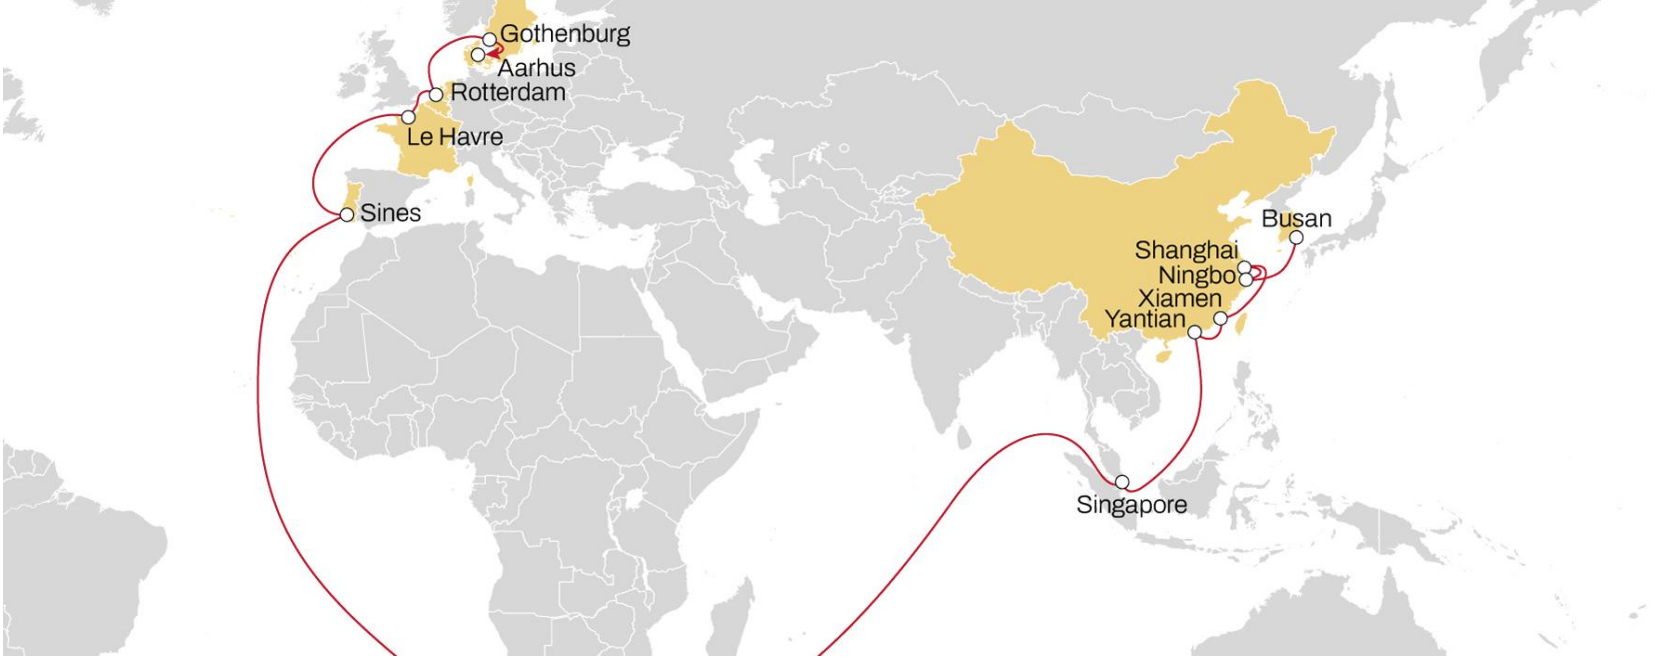 Gothenburg
Aarhus
Rotterdam
Le Havre
Sines
Busan
Shanghai
Ningbo
Xiamen
Yantian
Singapore